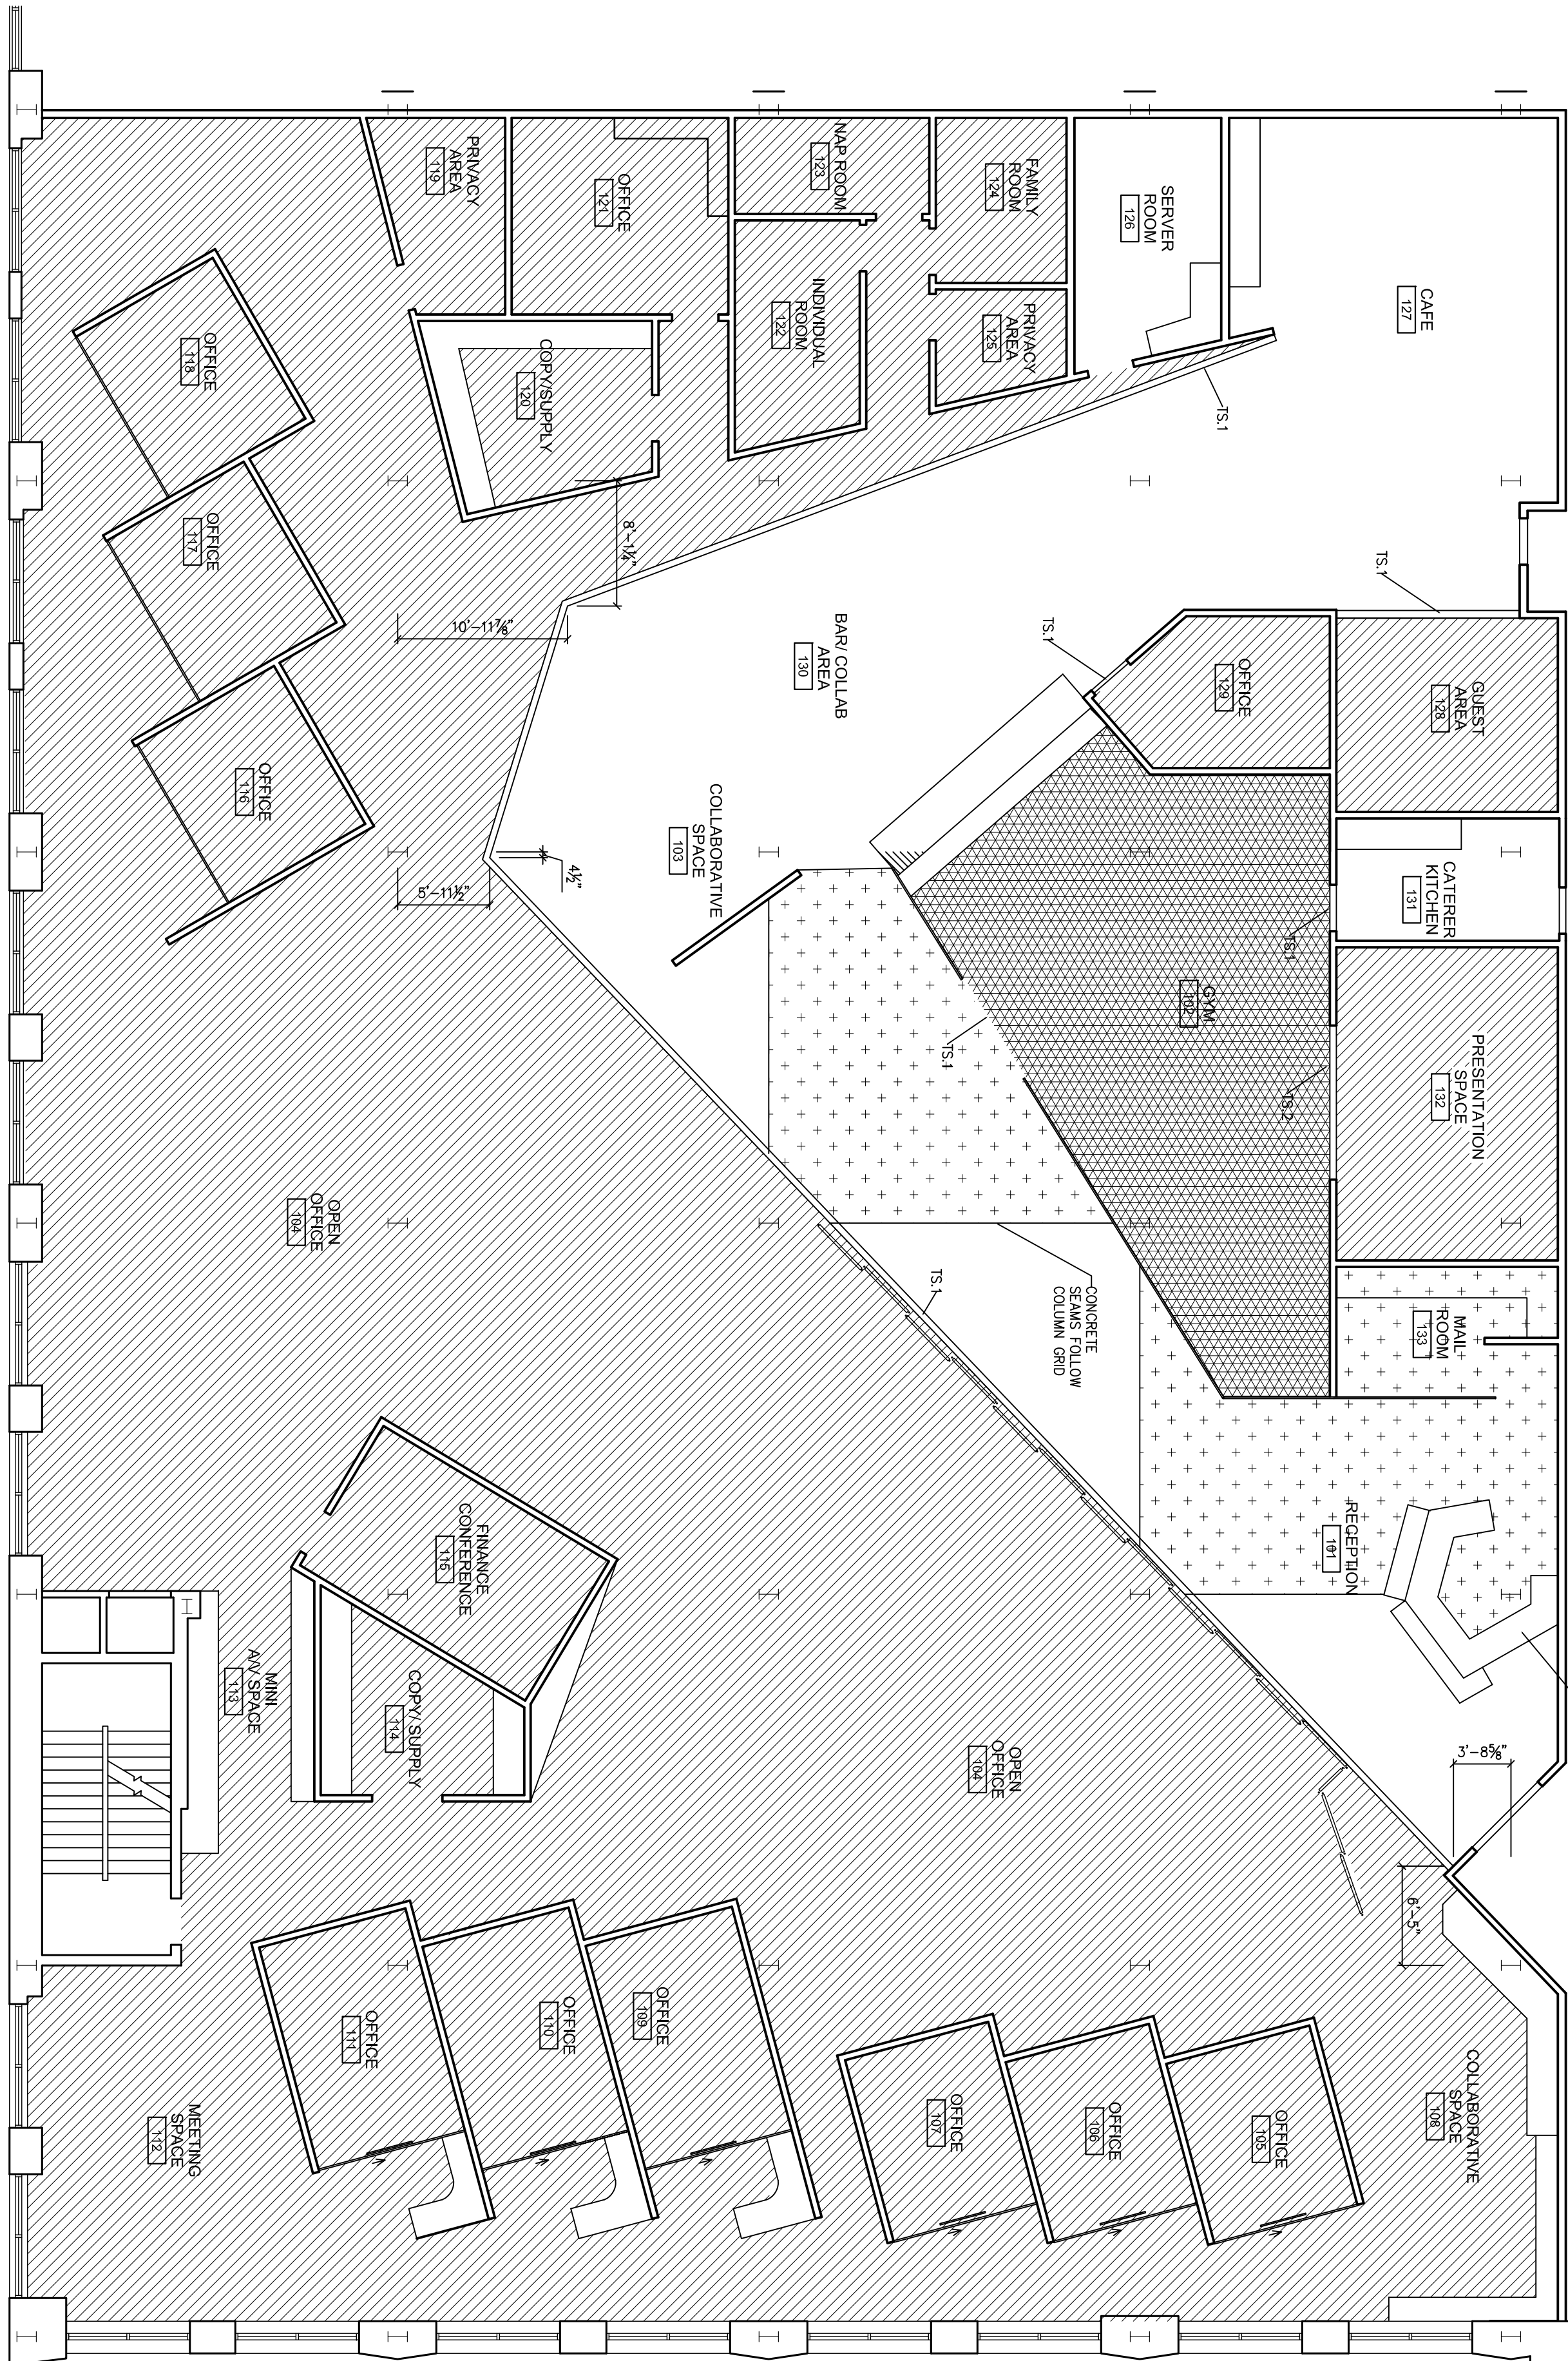 PRIVACY
AREA
119
OFFICE
121
NAP ROOM
123
FAMILY
ROOM
124
SERVER
ROOM
126
CAFE
127
OFFICE
118
COPY/SUPPLY
120
INDIVIDUAL
ROOM
122
PRIVACY
AREA
125
TS.1
OFFICE
117
8'-1¼"
10'-11⅞"
BAR/ COLLAB
AREA
130
TS.1
TS.1
OFFICE
129
GUEST
AREA
128
OFFICE
116
5'-11½"
4½"
COLLABORATIVE
SPACE
103
CATERER
KITCHEN
131
TS.1
GYM
102
TS.1
TS.2
PRESENTATION
SPACE
132
OPEN
OFFICE
104
TS.1
CONCRETE
SEAMS FOLLOW
COLUMN GRID
MAIL
ROOM
133
RECEPTION
101
FINANCE
CONFERENCE
115
MINI
A/V SPACE
113
COPY/ SUPPLY
114
OPEN
OFFICE
104
3'-8⅝"
6'-5"
OFFICE
111
OFFICE
110
OFFICE
109
OFFICE
107
OFFICE
106
OFFICE
105
COLLABORATIVE
SPACE
108
MEETING
SPACE
112